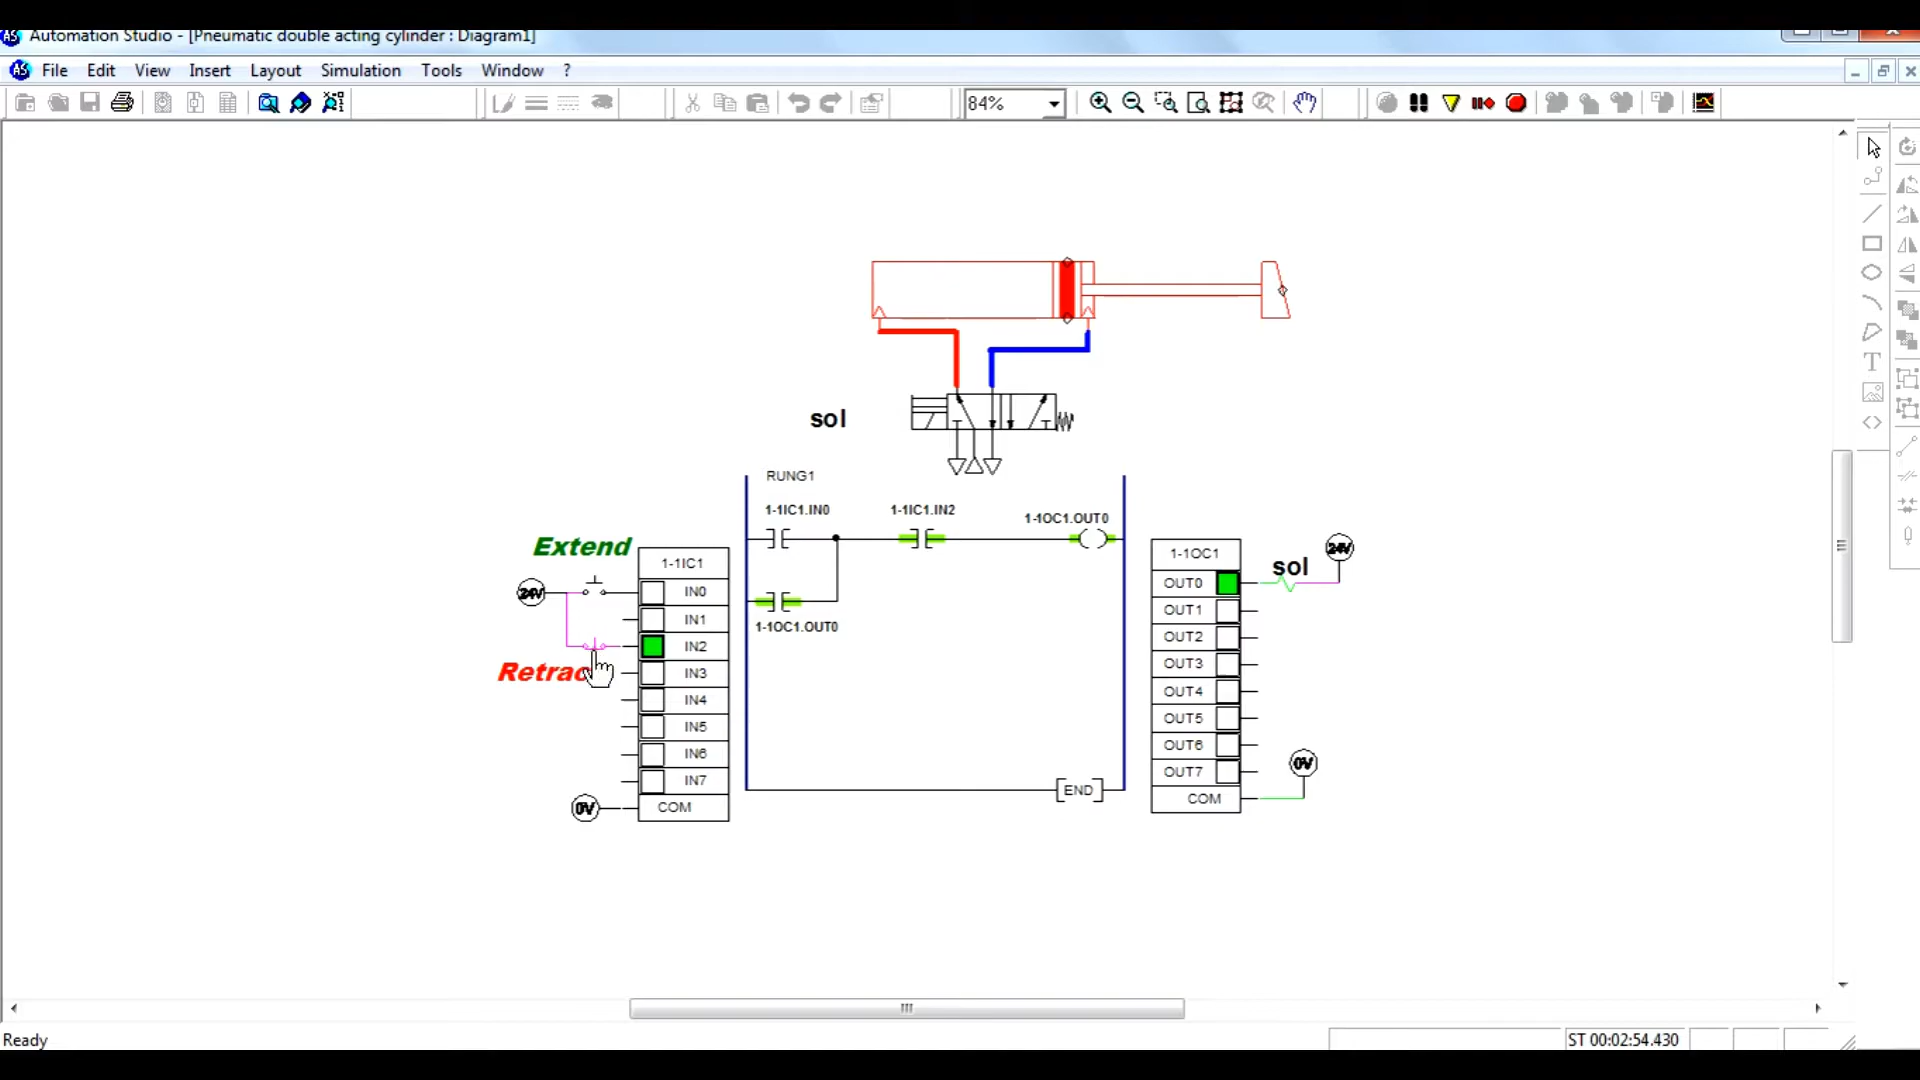 Automation Studio - [Pneumatic double acting cylinder : Diagram1]
File Edit View Insert Layout Simulation Tools Window ?
84%
sol
RUNG1
1-1IC1.IN0
1-1IC1.IN2
1-1OC1.OUT0
1-1OC1.OUT0
END
Extend
24V
1-1IC1
IN0
IN1
IN2
IN3
IN4
IN5
IN6
IN7
COM
0V
1-1OC1
OUT0
OUT1
OUT2
OUT3
OUT4
OUT5
OUT6
OUT7
COM
sol
24V
0V
Ready
ST 00:02:54.430